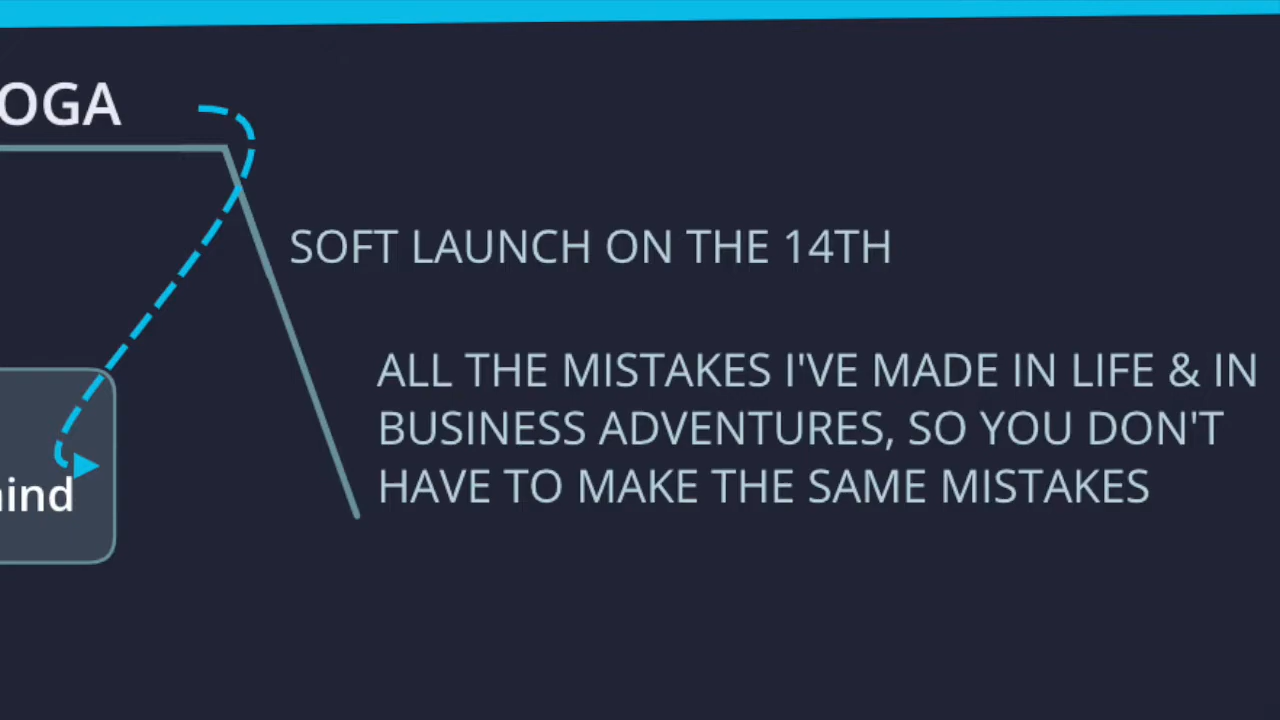 OGA
SOFT LAUNCH ON THE 14TH
ALL THE MISTAKES I'VE MADE IN LIFE & IN
BUSINESS ADVENTURES, SO YOU DON'T
HAVE TO MAKE THE SAME MISTAKES
ind